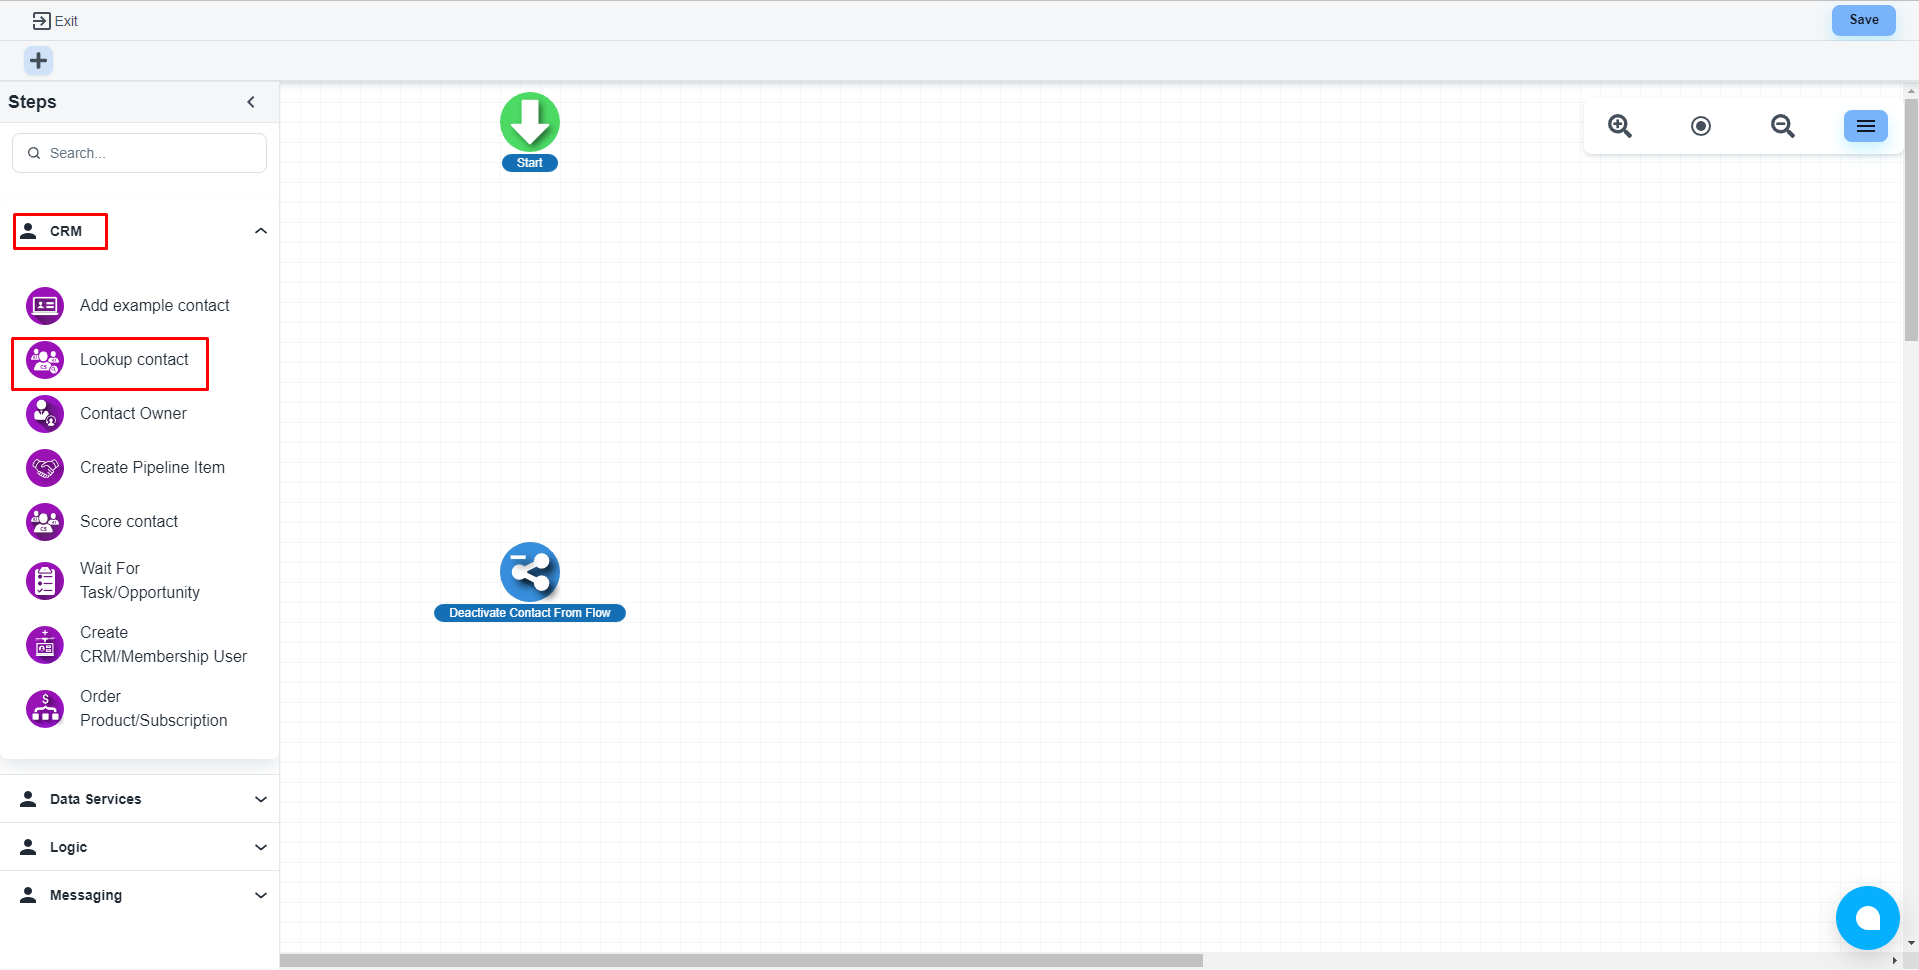 Exit
Save
Steps
Search...
Start
CRM
Add example contact
Lookup contact
Contact Owner
Create Pipeline Item
Score contact
Wait For
Task/Opportunity
Create
CRM/Membership User
Order
Product/Subscription
Deactivate Contact From Flow
Data Services
Logic
Messaging